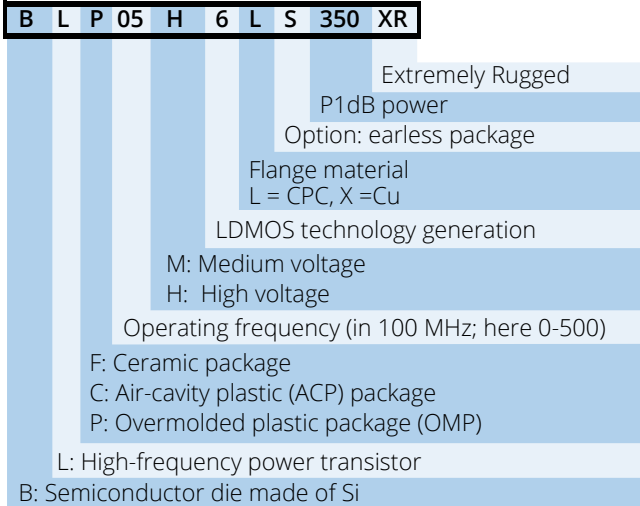 B L P 05 H 6 L S 350 XR
Extremely Rugged
P1dB power
Option: earless package
Flange material
L = CPC, X =Cu
LDMOS technology generation
M: Medium voltage
H: High voltage
Operating frequency (in 100 MHz; here 0-500)
F: Ceramic package
C: Air-cavity plastic (ACP) package
P: Overmolded plastic package (OMP)
L: High-frequency power transistor
B: Semiconductor die made of Si